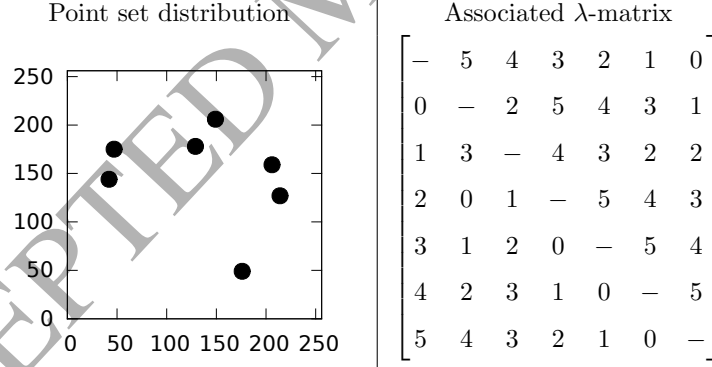 Point set distribution
250
200
150
100
50
0
0 50 100 150 200 250
Associated λ-matrix
− 5 4 3 2 1 0
0 − 2 5 4 3 1
1 3 − 4 3 2 2
2 0 1 − 5 4 3
3 1 2 0 − 5 4
4 2 3 1 0 − 5
5 4 3 2 1 0 −
EPTED M